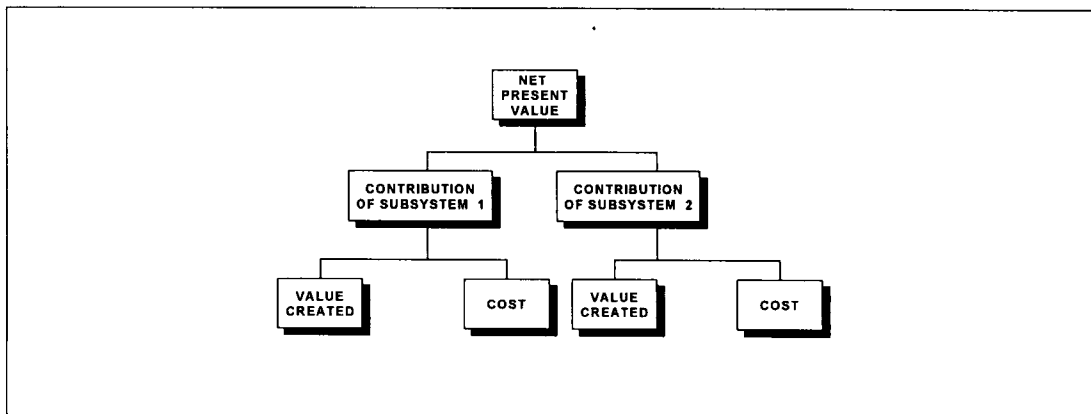 NET
PRESENT
VALUE
CONTRIBUTION
OF SUBSYSTEM 1
CONTRIBUTION
OF SUBSYSTEM 2
VALUE
CREATED
COST
VALUE
CREATED
COST